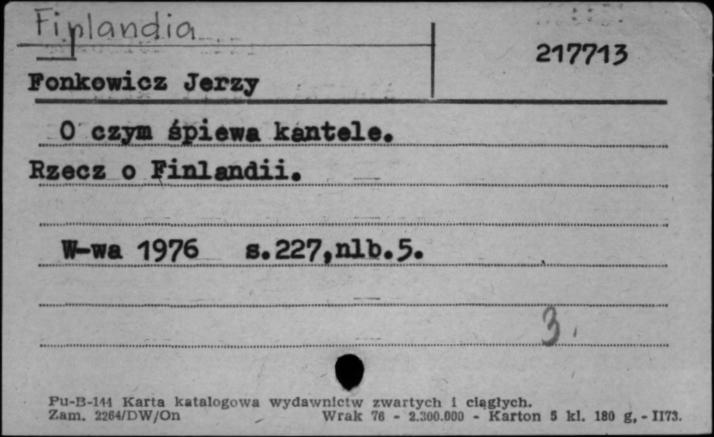 Finlandia
217713
Fonkowicz Jerzy
O czym śpiewa kantele.
Rzecz o Finlandii.
W-wa 1976 s.227,nlb.5.
3.
Pu-B-144 Karta katalogowa wydawnictw zwartych i ciągłych.
Zam. 2264/DW/On Wrak 76 - 2.300.000 - Karton 5 kl. 180 g. - II73.